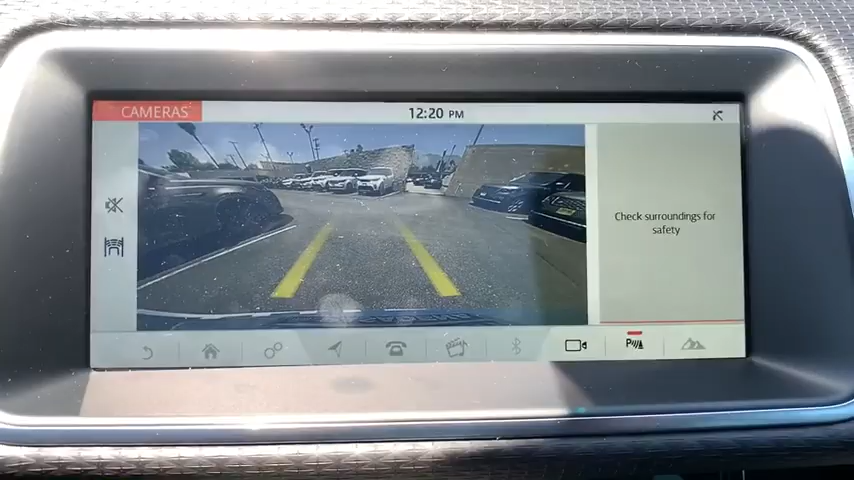 CAMERAS
12:20 PM
Check surroundings for
safety
P